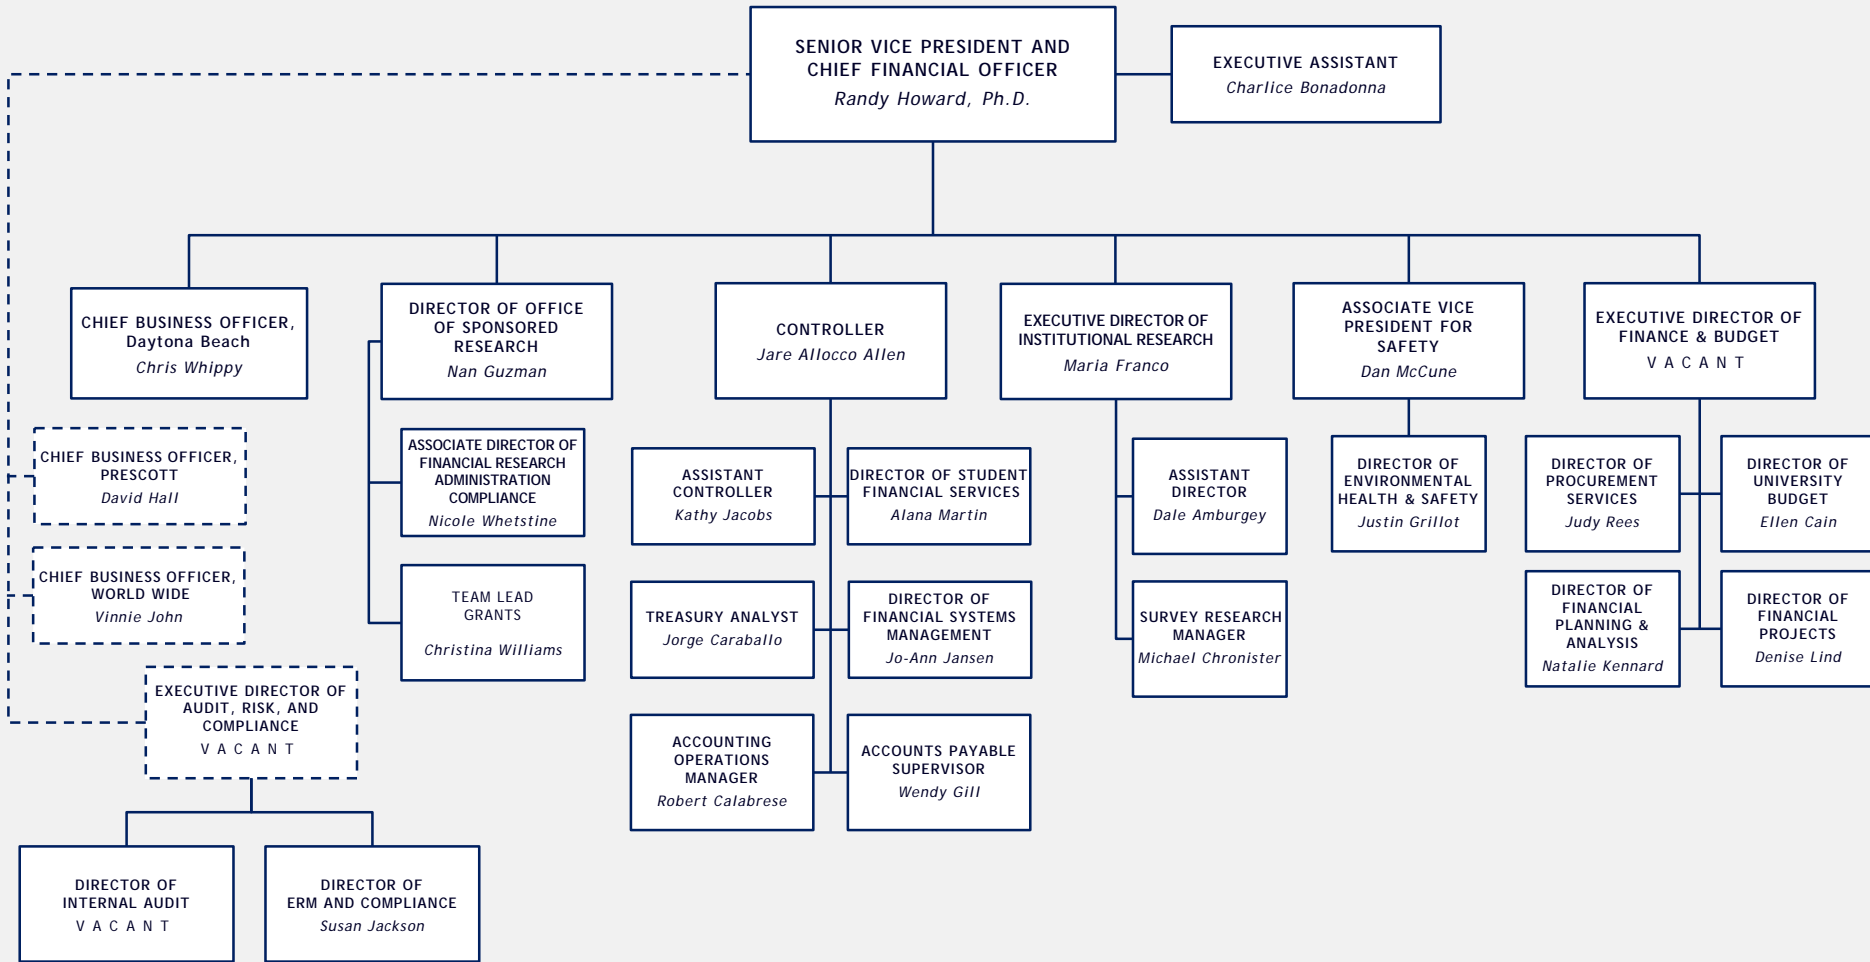 SENIOR VICE PRESIDENT AND
CHIEF FINANCIAL OFFICER
Randy Howard, Ph.D.
EXECUTIVE ASSISTANT
Charlice Bonadonna
CHIEF BUSINESS OFFICER,
Daytona Beach
Chris Whippy
DIRECTOR OF OFFICE
OF SPONSORED
RESEARCH
Nan Guzman
CONTROLLER
Jare Allocco Allen
EXECUTIVE DIRECTOR OF
INSTITUTIONAL RESEARCH
Maria Franco
ASSOCIATE VICE
PRESIDENT FOR
SAFETY
Dan McCune
EXECUTIVE DIRECTOR OF
FINANCE & BUDGET
VACANT
CHIEF BUSINESS OFFICER,
PRESCOTT
David Hall
CHIEF BUSINESS OFFICER,
WORLD WIDE
Vinnie John
EXECUTIVE DIRECTOR OF
AUDIT, RISK, AND
COMPLIANCE
VACANT
DIRECTOR OF
INTERNAL AUDIT
VACANT
DIRECTOR OF
ERM AND COMPLIANCE
Susan Jackson
ASSOCIATE DIRECTOR OF
FINANCIAL RESEARCH
ADMINISTRATION
COMPLIANCE
Nicole Whetstine
TEAM LEAD
GRANTS
Christina Williams
ASSISTANT
CONTROLLER
Kathy Jacobs
DIRECTOR OF STUDENT
FINANCIAL SERVICES
Alana Martin
TREASURY ANALYST
Jorge Caraballo
DIRECTOR OF
FINANCIAL SYSTEMS
MANAGEMENT
Jo-Ann Jansen
ACCOUNTING
OPERATIONS
MANAGER
Robert Calabrese
ACCOUNTS PAYABLE
SUPERVISOR
Wendy Gill
ASSISTANT
DIRECTOR
Dale Amburgey
SURVEY RESEARCH
MANAGER
Michael Chronister
DIRECTOR OF
ENVIRONMENTAL
HEALTH & SAFETY
Justin Grillot
DIRECTOR OF
PROCUREMENT
SERVICES
Judy Rees
DIRECTOR OF
UNIVERSITY
BUDGET
Ellen Cain
DIRECTOR OF
FINANCIAL
PLANNING &
ANALYSIS
Natalie Kennard
DIRECTOR OF
FINANCIAL
PROJECTS
Denise Lind